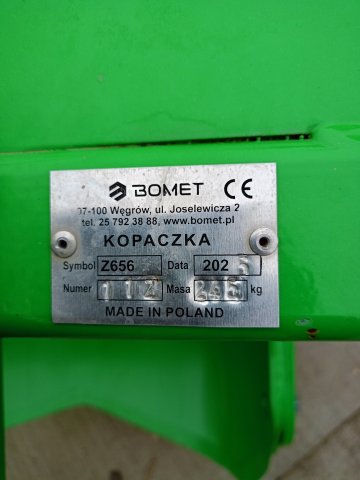 BOMET CE
07-100 Węgrów, ul. Joselewicza 2
tel. 25 792 38 88, www.bomet.pl
KOPACZKA
Symbol Z656 Data 202
Numer 112 Masa kg
MADE IN POLAND